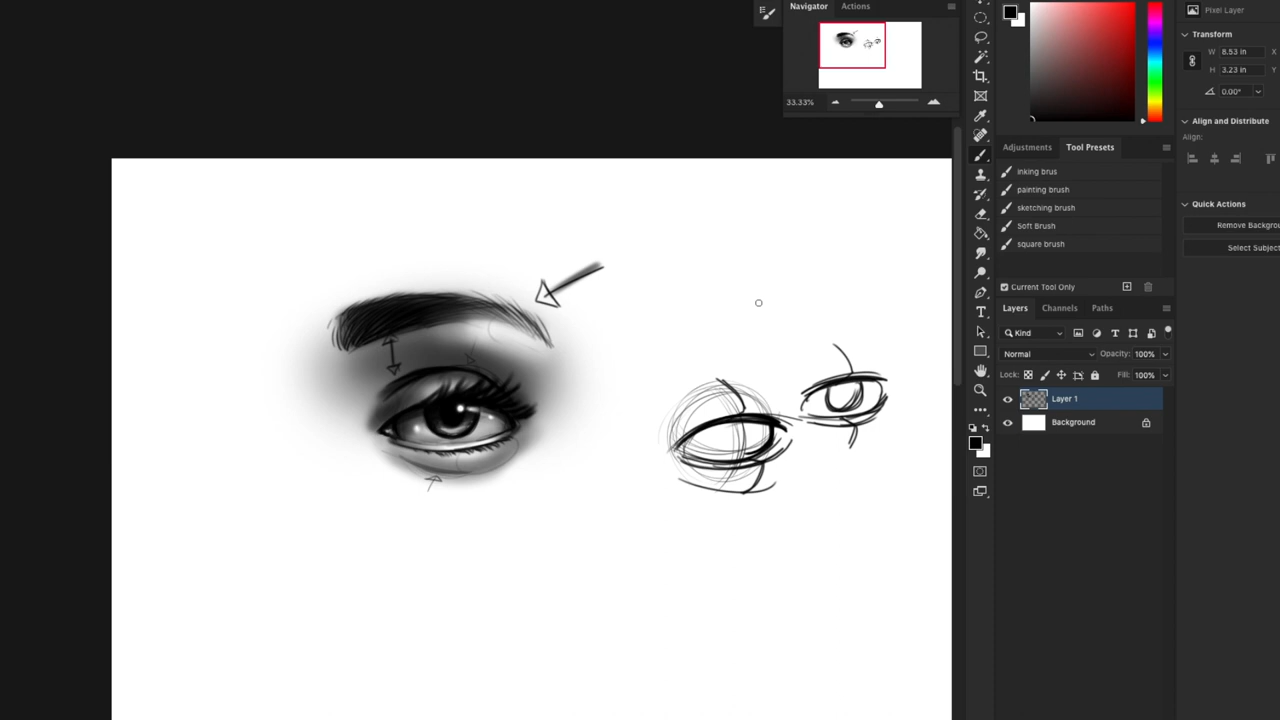 Navigator Actions
33.33%
Pixel Layer
Transform
W 8.53 in X
H 3.23 in Y
0.00°
Align and Distribute
Align:
Quick Actions
Remove Backgrou
Select Subject
Adjustments Tool Presets
inking brus
painting brush
sketching brush
Soft Brush
square brush
Current Tool Only
Layers Channels Paths
Kind
Normal Opacity: 100%
Lock: Fill: 100%
Layer 1
Background